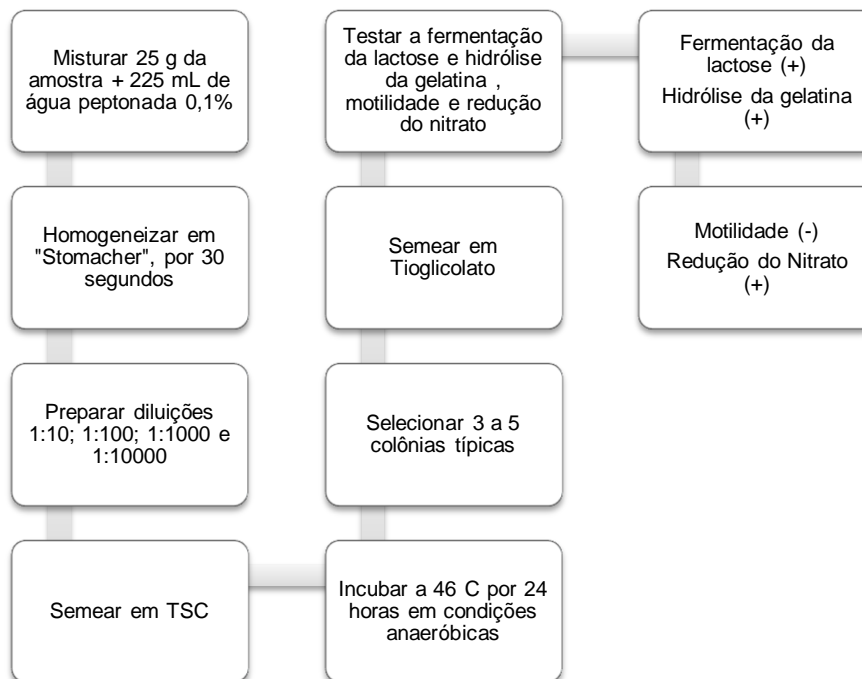 Misturar 25 g da
amostra + 225 mL de
água peptonada 0,1%
Homogeneizar em
"Stomacher", por 30
segundos
Preparar diluições
1:10; 1:100; 1:1000 e
1:10000
Semear em TSC
Incubar a 46 C por 24
horas em condições
anaeróbicas
Selecionar 3 a 5
colônias típicas
Semear em
Tioglicolato
Testar a fermentação
da lactose e hidrólise
da gelatina ,
motilidade e redução
do nitrato
Fermentação da
lactose (+)
Hidrólise da gelatina
(+)
Motilidade (-)
Redução do Nitrato
(+)